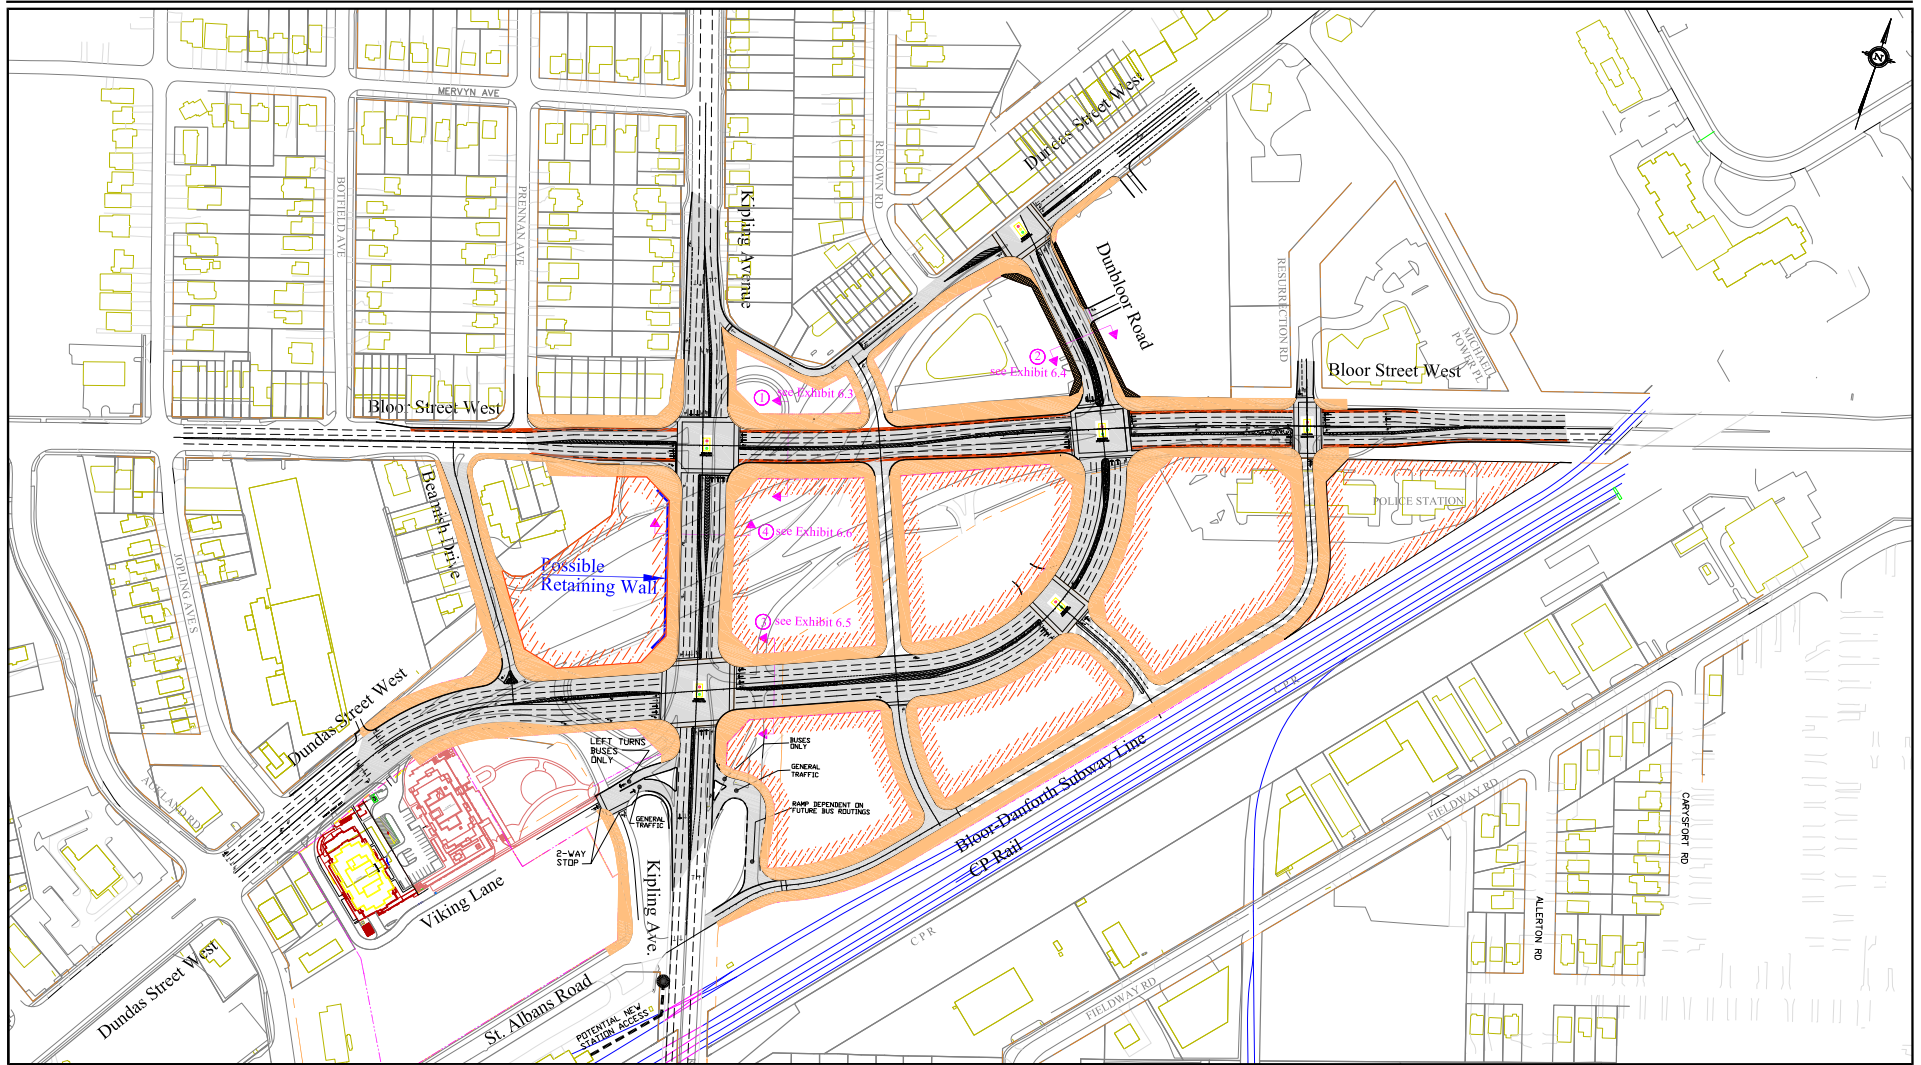 N
MERVYN AVE
BOTFIELD AVE
PRENNAN AVE
Kipling Avenue
RENOWN RD
Dundas Street West
Dunbloor Road
RESURRECTION RD
MICHAEL
POWER PL
Bloor Street West
Bloor Street West
1
see Exhibit 6.3
2
see Exhibit 6.4
Beamish Drive
JOPLING AVE S
POLICE STATION
4
see Exhibit 6.6
Possible
Retaining Wall
3
see Exhibit 6.5
Dundas Street West
LEFT TURNS
BUSES
ONLY
BUSES
ONLY
GENERAL
TRAFFIC
RAMP DEPENDENT ON
FUTURE BUS ROUTINGS
GENERAL
TRAFFIC
2-WAY
STOP
ACKLAND RD
Viking Lane
Kipling Ave.
Bloor-Danforth Subway Line
CP Rail
C P R
C P R
FIELDWAY RD
CARYSFORT RD
ALLERTON RD
Dundas Street West
St. Albans Road
POTENTIAL NEW
STATION ACCESS
FIELDWAY RD